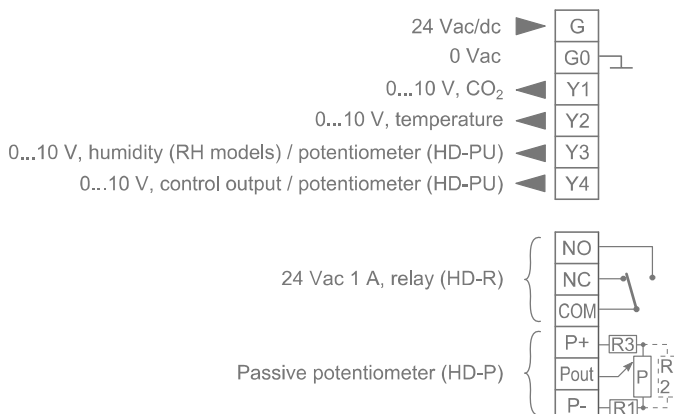 24 Vac/dc G
0 Vac G0
0...10 V, CO₂ Y1
0...10 V, temperature Y2
0...10 V, humidity (RH models) / potentiometer (HD-PU) Y3
0...10 V, control output / potentiometer (HD-PU) Y4
NO
24 Vac 1 A, relay (HD-R) NC
COM
P+ R3
Passive potentiometer (HD-P) Pout P R2
P- R1